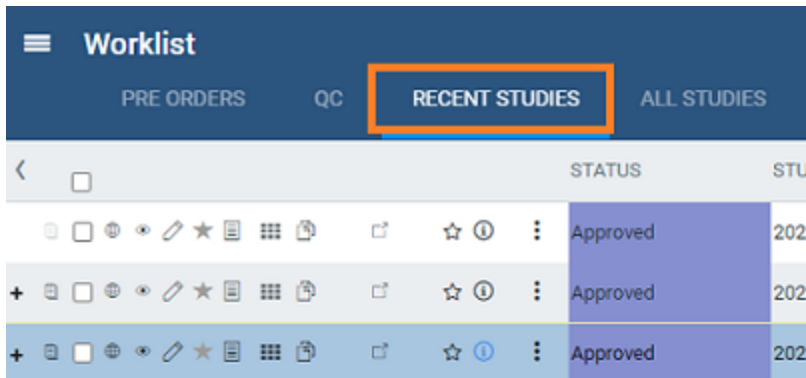 Worklist
PRE ORDERS QC RECENT STUDIES ALL STUDIES
STATUS STU
Approved 202
Approved 202
Approved 202